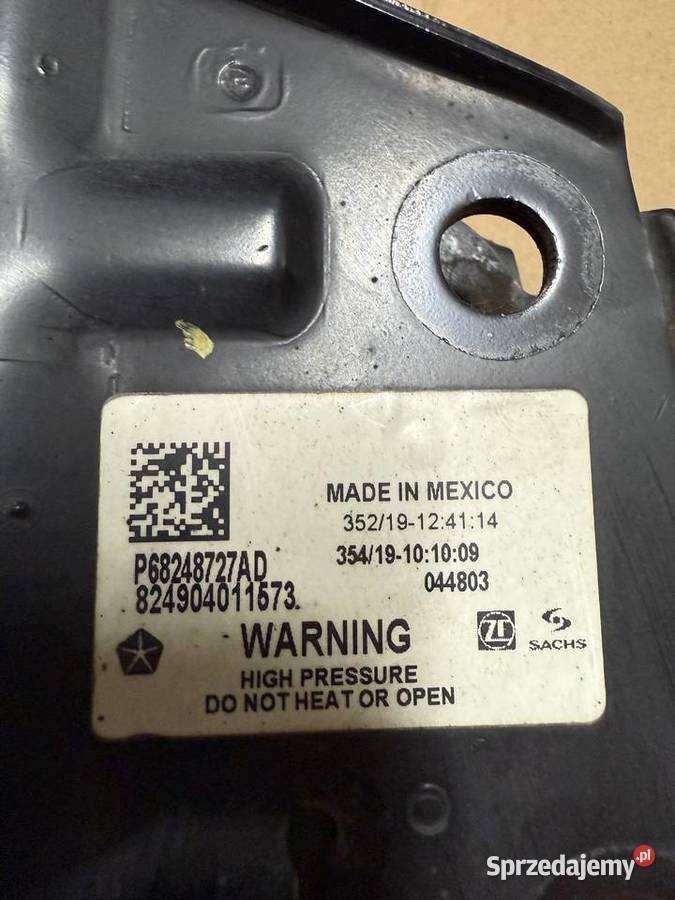 MADE IN MEXICO
352/19-12:41:14
354/19-10:10:09
044803
P68248727AD
824904011573
WARNING
ZF
SACHS
HIGH PRESSURE
DO NOT HEAT OR OPEN
Sprzedajemy.pl